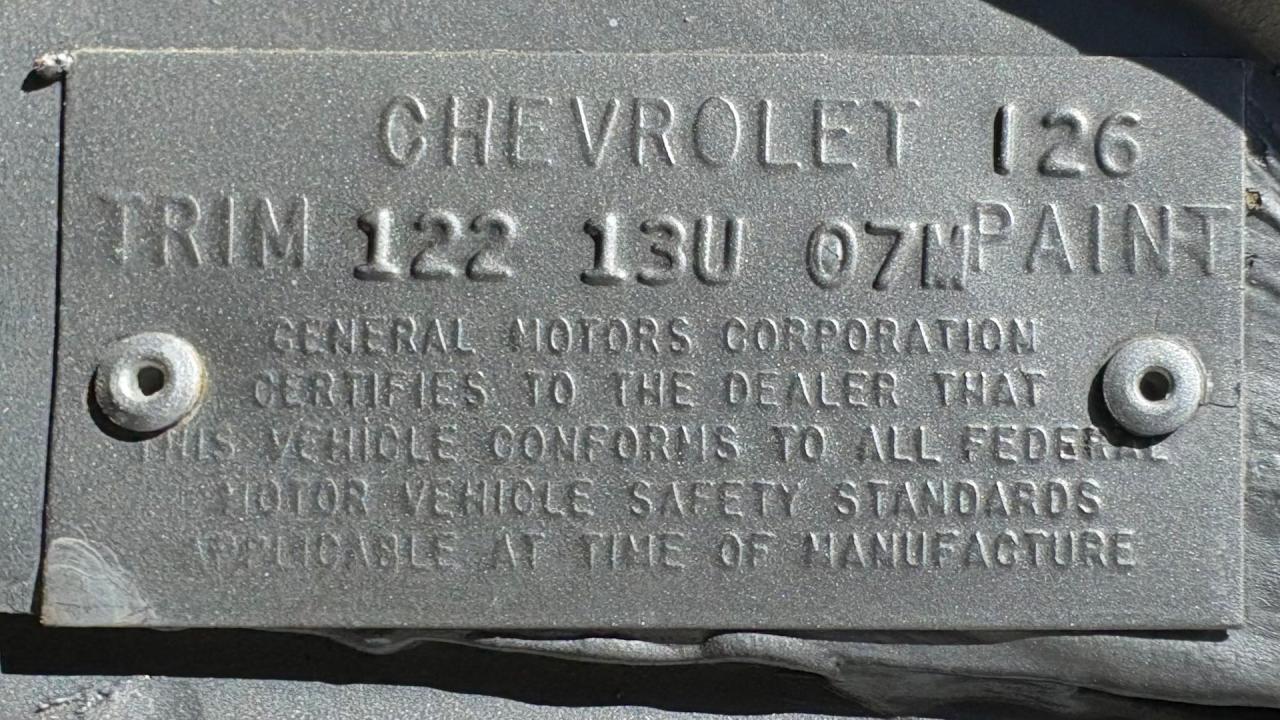 CHEVROLET 126
TRIM 122 13U 07M PAINT
GENERAL MOTORS CORPORATION
CERTIFIES TO THE DEALER THAT
THIS VEHICLE CONFORMS TO ALL FEDERAL
MOTOR VEHICLE SAFETY STANDARDS
APPLICABLE AT TIME OF MANUFACTURE